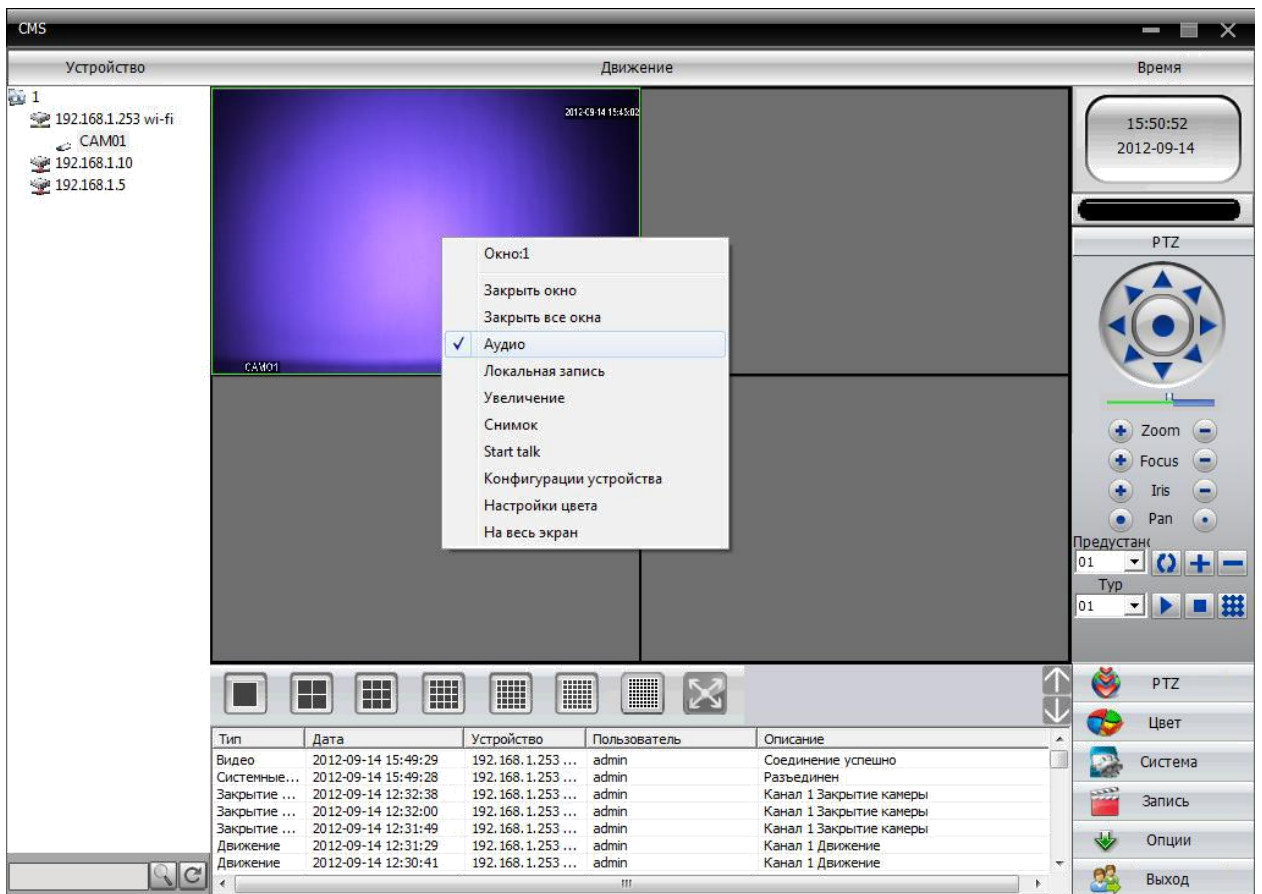 CMS
Устройство Движение Время
1
192.168.1.253 wi-fi
CAM01
192.168.1.10
192.168.1.5
2012-09-14 15:43:02
CAM01
Окно:1
Закрыть окно
Закрыть все окна
Аудио
Локальная запись
Увеличение
Снимок
Start talk
Конфигурации устройства
Настройки цвета
На весь экран
15:50:52
2012-09-14
PTZ
Zoom
Focus
Iris
Pan
Предустанс
01
Тур
01
Тип Дата Устройство Пользователь Описание
Видео 2012-09-14 15:49:29 192.168.1.253 ... admin Соединение успешно
Системные... 2012-09-14 15:49:28 192.168.1.253 ... admin Разъединен
Закрытие ... 2012-09-14 12:32:38 192.168.1.253 ... admin Канал 1 Закрытие камеры
Закрытие ... 2012-09-14 12:32:00 192.168.1.253 ... admin Канал 1 Закрытие камеры
Закрытие ... 2012-09-14 12:31:49 192.168.1.253 ... admin Канал 1 Закрытие камеры
Движение 2012-09-14 12:31:29 192.168.1.253 ... admin Канал 1 Движение
Движение 2012-09-14 12:30:41 192.168.1.253 ... admin Канал 1 Движение
PTZ
Цвет
Система
Запись
Опции
Выход